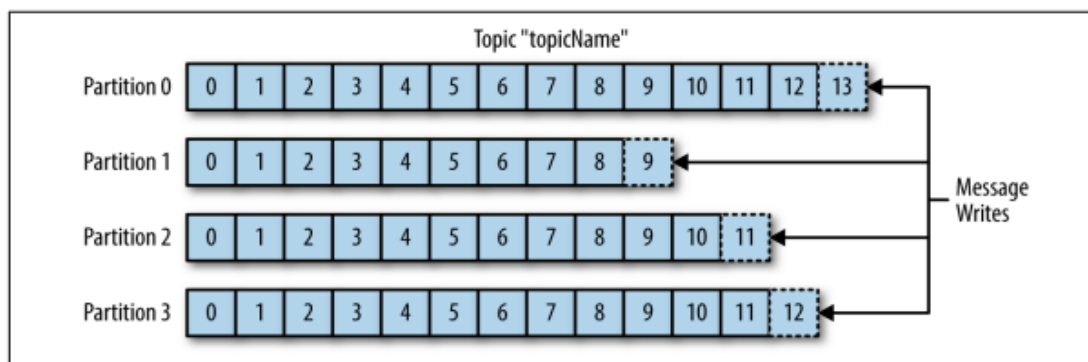 Topic "topicName"
Partition 0 0 1 2 3 4 5 6 7 8 9 10 11 12 13
Partition 1 0 1 2 3 4 5 6 7 8 9
Partition 2 0 1 2 3 4 5 6 7 8 9 10 11
Partition 3 0 1 2 3 4 5 6 7 8 9 10 11 12
Message
Writes